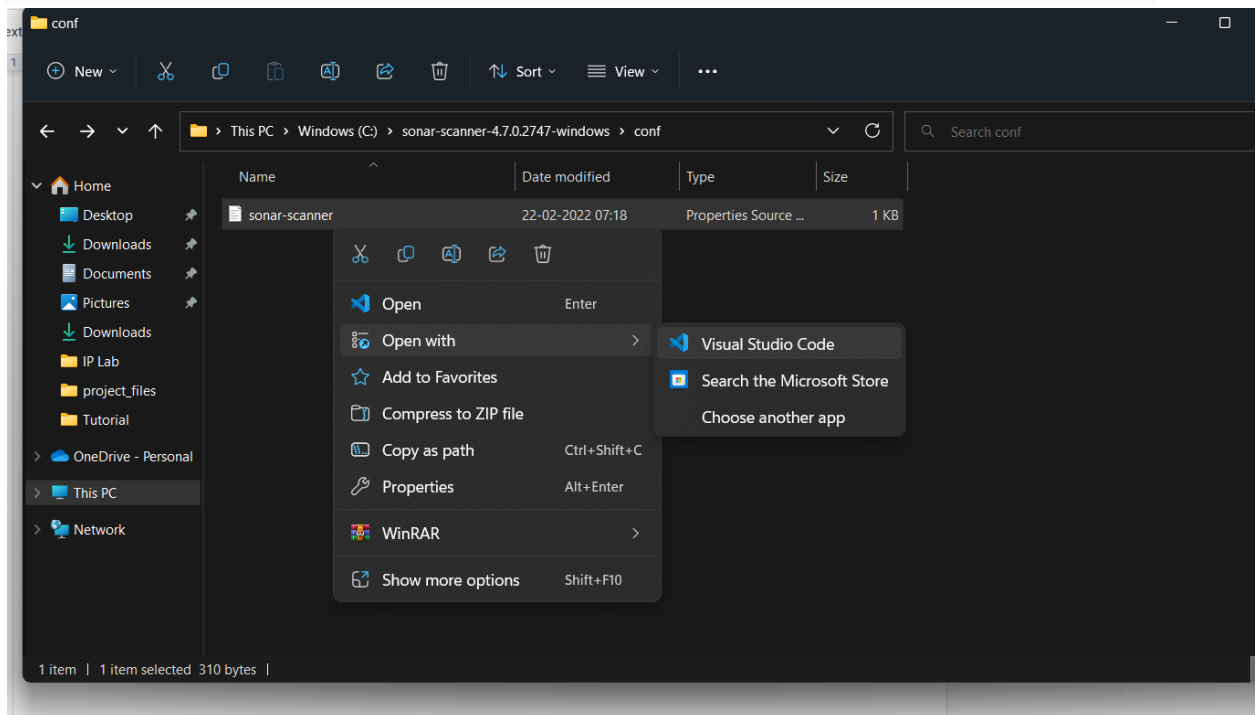 ext
conf
1
New
Sort
View
This PC > Windows (C:) > sonar-scanner-4.7.0.2747-windows > conf
Search conf
Name Date modified Type Size
sonar-scanner 22-02-2022 07:18 Properties Source ... 1 KB
Home
Desktop
Downloads
Documents
Pictures
Downloads
IP Lab
project_files
Tutorial
OneDrive - Personal
This PC
Network
Open Enter
Open with
Add to Favorites
Compress to ZIP file
Copy as path Ctrl+Shift+C
Properties Alt+Enter
WinRAR
Show more options Shift+F10
Visual Studio Code
Search the Microsoft Store
Choose another app
1 item | 1 item selected 310 bytes |